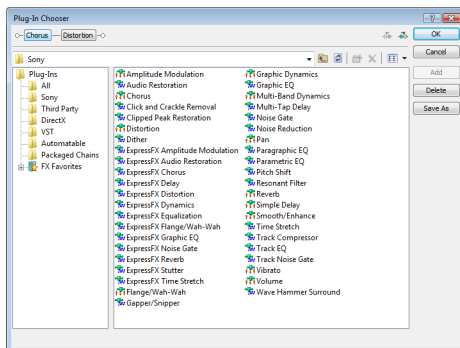 Plug-In Chooser
Chorus Distortion
OK
Sony
Cancel
Add
Delete
Save As
Plug-Ins
All
Sony
Third Party
DirectX
VST
Automatable
Packaged Chains
FX Favorites
Amplitude Modulation
Audio Restoration
Chorus
Click and Crackle Removal
Clipped Peak Restoration
Distortion
Dither
ExpressFX Amplitude Modulation
ExpressFX Audio Restoration
ExpressFX Chorus
ExpressFX Delay
ExpressFX Distortion
ExpressFX Dynamics
ExpressFX Equalization
ExpressFX Flange/Wah-Wah
ExpressFX Graphic EQ
ExpressFX Noise Gate
ExpressFX Reverb
ExpressFX Stutter
ExpressFX Time Stretch
Flange/Wah-Wah
Gapper/Snipper
Graphic Dynamics
Graphic EQ
Multi-Band Dynamics
Multi-Tap Delay
Noise Gate
Noise Reduction
Pan
Paragraphic EQ
Parametric EQ
Pitch Shift
Resonant Filter
Reverb
Simple Delay
Smooth/Enhance
Time Stretch
Track Compressor
Track EQ
Track Noise Gate
Vibrato
Volume
Wave Hammer Surround